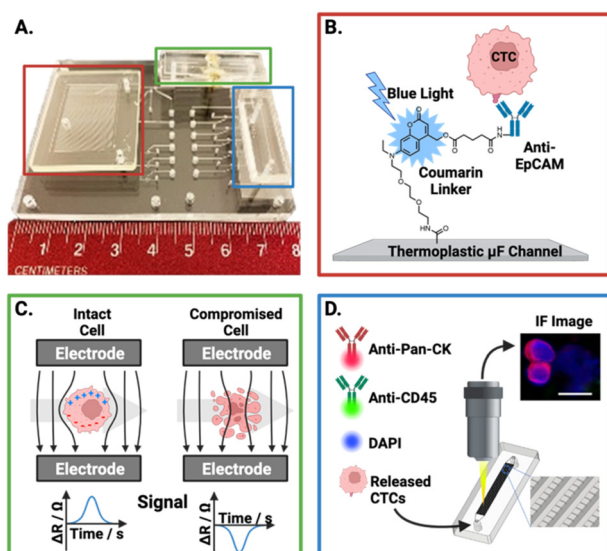 A.
1 2 3 4 5 6 7 8
CENTIMETERS
B.
CTC
Blue Light
O
O
O
O
O
N
H
N
O
O
NH
O
Coumarin
Linker
Anti-
EpCAM
Thermoplastic µF Channel
C.
Intact
Cell
Compromised
Cell
Electrode
Electrode
Electrode
Electrode
Signal
ΔR / Ω
Time / s
ΔR / Ω
Time / s
D.
IF Image
Anti-Pan-CK
Anti-CD45
DAPI
Released
CTCs